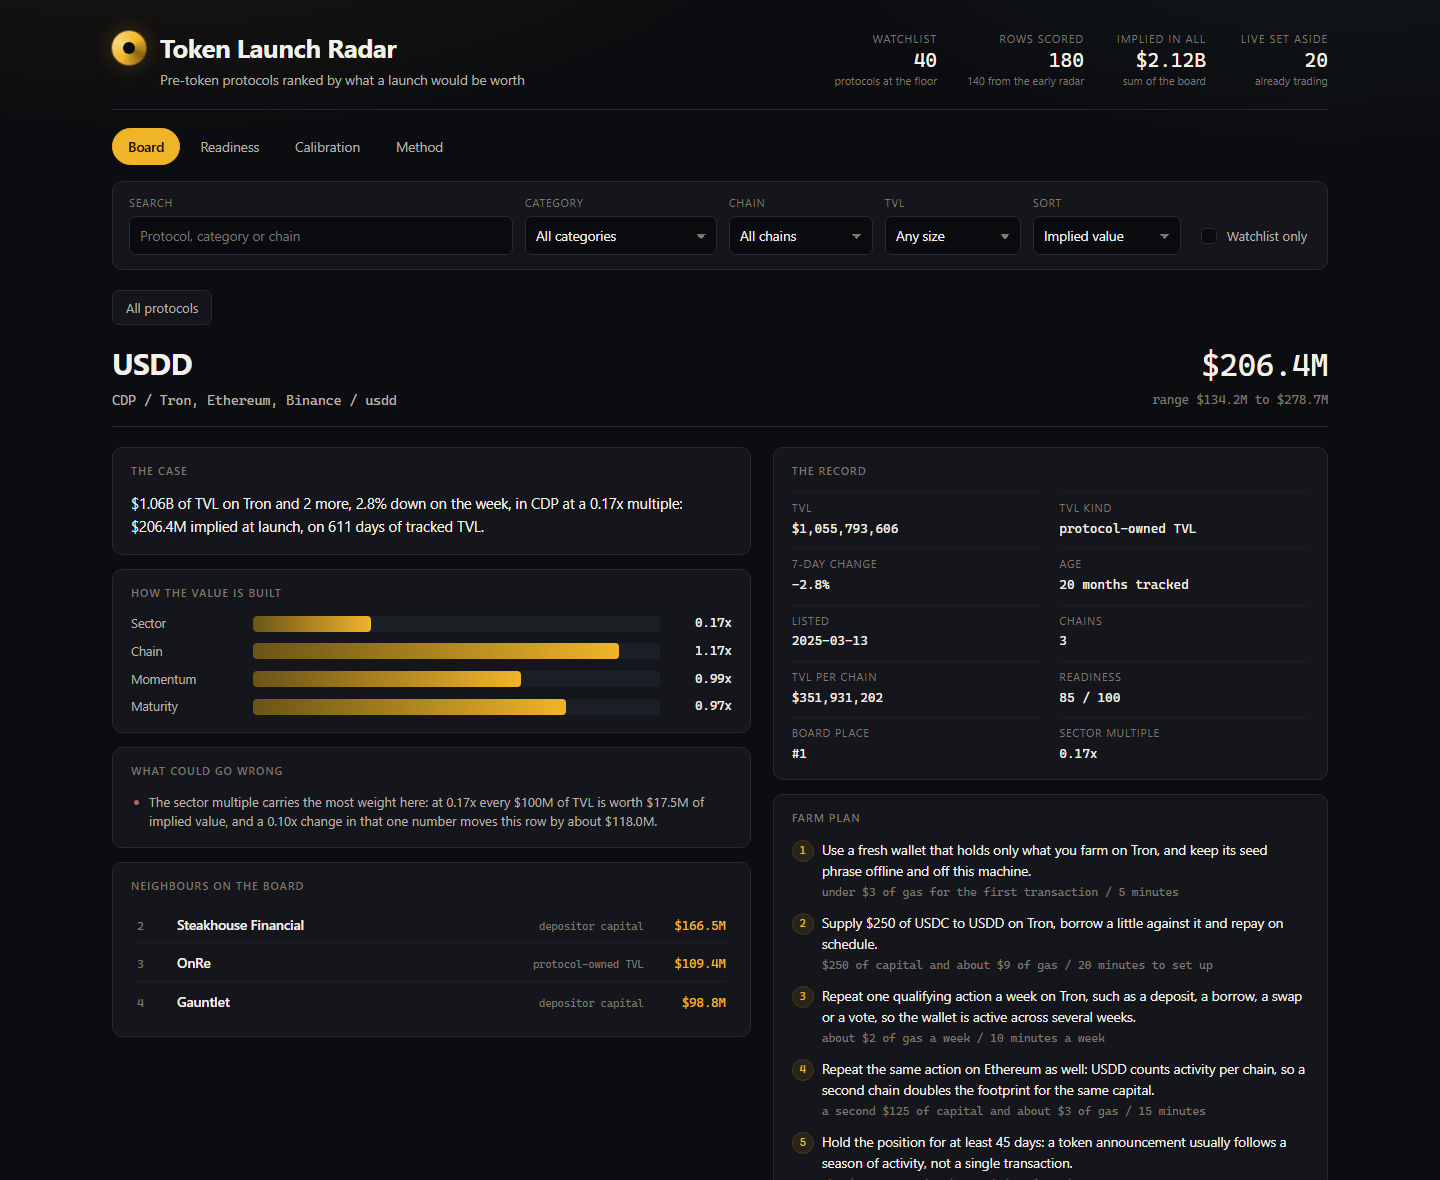 Token Launch Radar
Pre-token protocols ranked by what a launch would be worth
WATCHLIST
40
protocols at the floor
ROWS SCORED
180
140 from the early radar
IMPLIED IN ALL
$2.12B
sum of the board
LIVE SET ASIDE
20
already trading
Board
Readiness
Calibration
Method
SEARCH
Protocol, category or chain
CATEGORY
All categories
CHAIN
All chains
TVL
Any size
SORT
Implied value
Watchlist only
All protocols
USDD
CDP / Tron, Ethereum, Binance / usdd
$206.4M
range $134.2M to $278.7M
THE CASE
$1.06B of TVL on Tron and 2 more, 2.8% down on the week, in CDP at a 0.17x multiple:
$206.4M implied at launch, on 611 days of tracked TVL.
HOW THE VALUE IS BUILT
Sector 0.17x
Chain 1.17x
Momentum 0.99x
Maturity 0.97x
WHAT COULD GO WRONG
The sector multiple carries the most weight here: at 0.17x every $100M of TVL is worth $17.5M of
implied value, and a 0.10x change in that one number moves this row by about $118.0M.
NEIGHBOURS ON THE BOARD
2 Steakhouse Financial depositor capital $166.5M
3 OnRe protocol-owned TVL $109.4M
4 Gauntlet depositor capital $98.8M
THE RECORD
TVL
$1,055,793,606
TVL KIND
protocol-owned TVL
7-DAY CHANGE
-2.8%
AGE
20 months tracked
LISTED
2025-03-13
CHAINS
3
TVL PER CHAIN
$351,931,202
READINESS
85 / 100
BOARD PLACE
#1
SECTOR MULTIPLE
0.17x
FARM PLAN
1 Use a fresh wallet that holds only what you farm on Tron, and keep its seed
phrase offline and off this machine.
under $3 of gas for the first transaction / 5 minutes
2 Supply $250 of USDC to USDD on Tron, borrow a little against it and repay on
schedule.
$250 of capital and about $9 of gas / 20 minutes to set up
3 Repeat one qualifying action a week on Tron, such as a deposit, a borrow, a swap
or a vote, so the wallet is active across several weeks.
about $2 of gas a week / 10 minutes a week
4 Repeat the same action on Ethereum as well: USDD counts activity per chain, so a
second chain doubles the footprint for the same capital.
a second $125 of capital and about $3 of gas / 15 minutes
5 Hold the position for at least 45 days: a token announcement usually follows a
season of activity, not a single transaction.